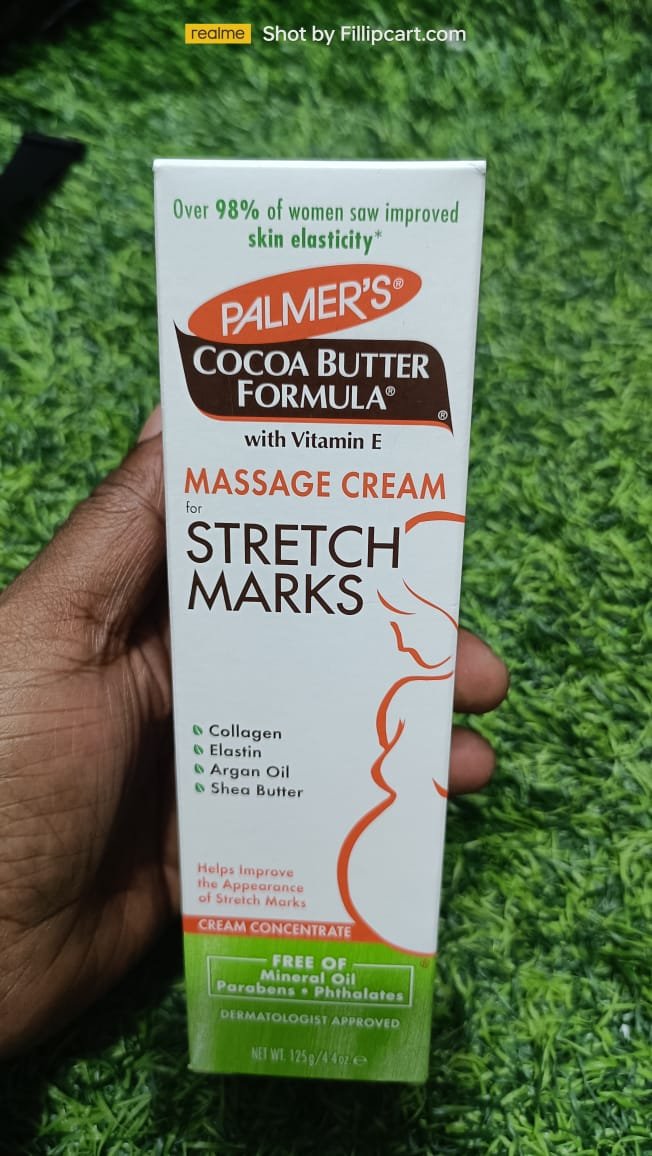 realme Shot by Fillipcart.com
Over 98% of women saw improved
skin elasticity*
PALMER'S®
COCOA BUTTER
FORMULA®
®
with Vitamin E
MASSAGE CREAM
for
STRETCH
MARKS
Collagen
Elastin
Argan Oil
Shea Butter
Helps Improve
the Appearance
of Stretch Marks
CREAM CONCENTRATE
®
FREE OF
Mineral Oil
Parabens • Phthalates
DERMATOLOGIST APPROVED
NET WT. 125g/4.4oz. ℮